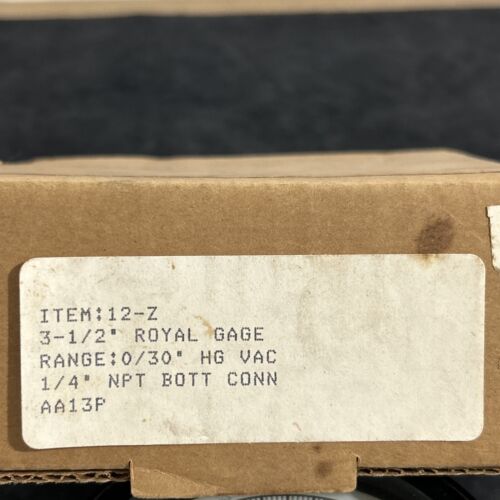 ITEM:12-Z
3-1/2" ROYAL GAGE
RANGE:0/30" HG VAC
1/4" NPT BOTT CONN
AA13P